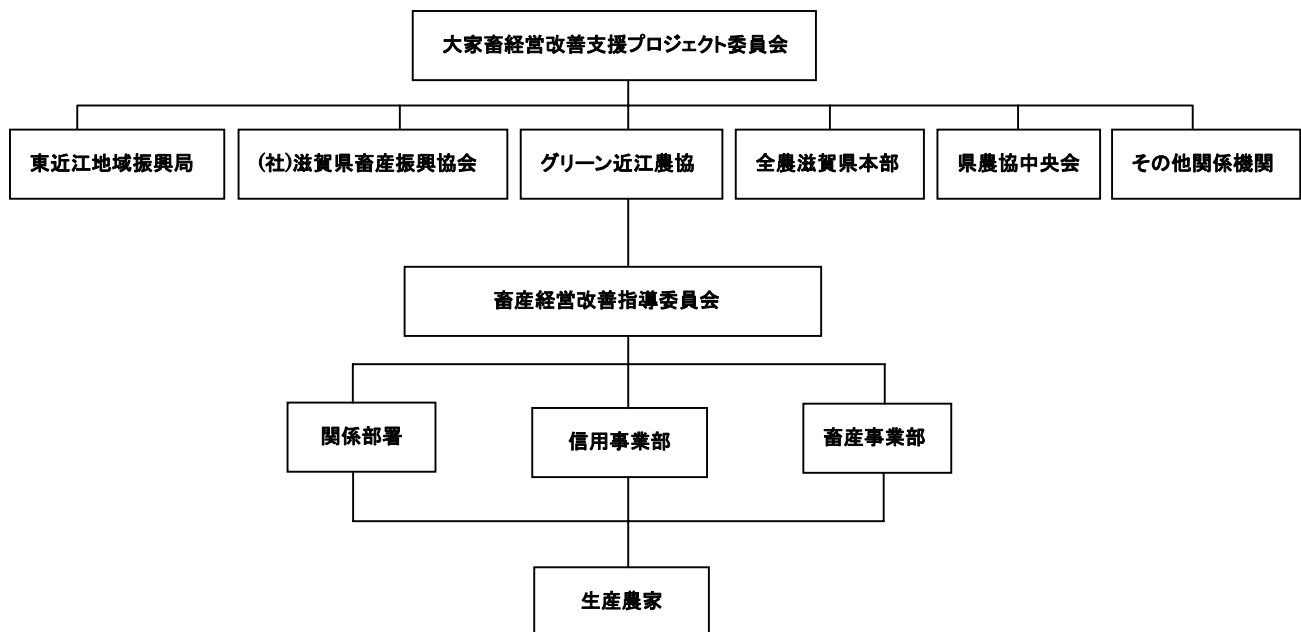 大家畜経営改善支援プロジェクト委員会
東近江地域振興局
(社)滋賀県畜産振興協会
グリーン近江農協
全農滋賀県本部
県農協中央会
その他関係機関
畜産経営改善指導委員会
関係部署
信用事業部
畜産事業部
生産農家